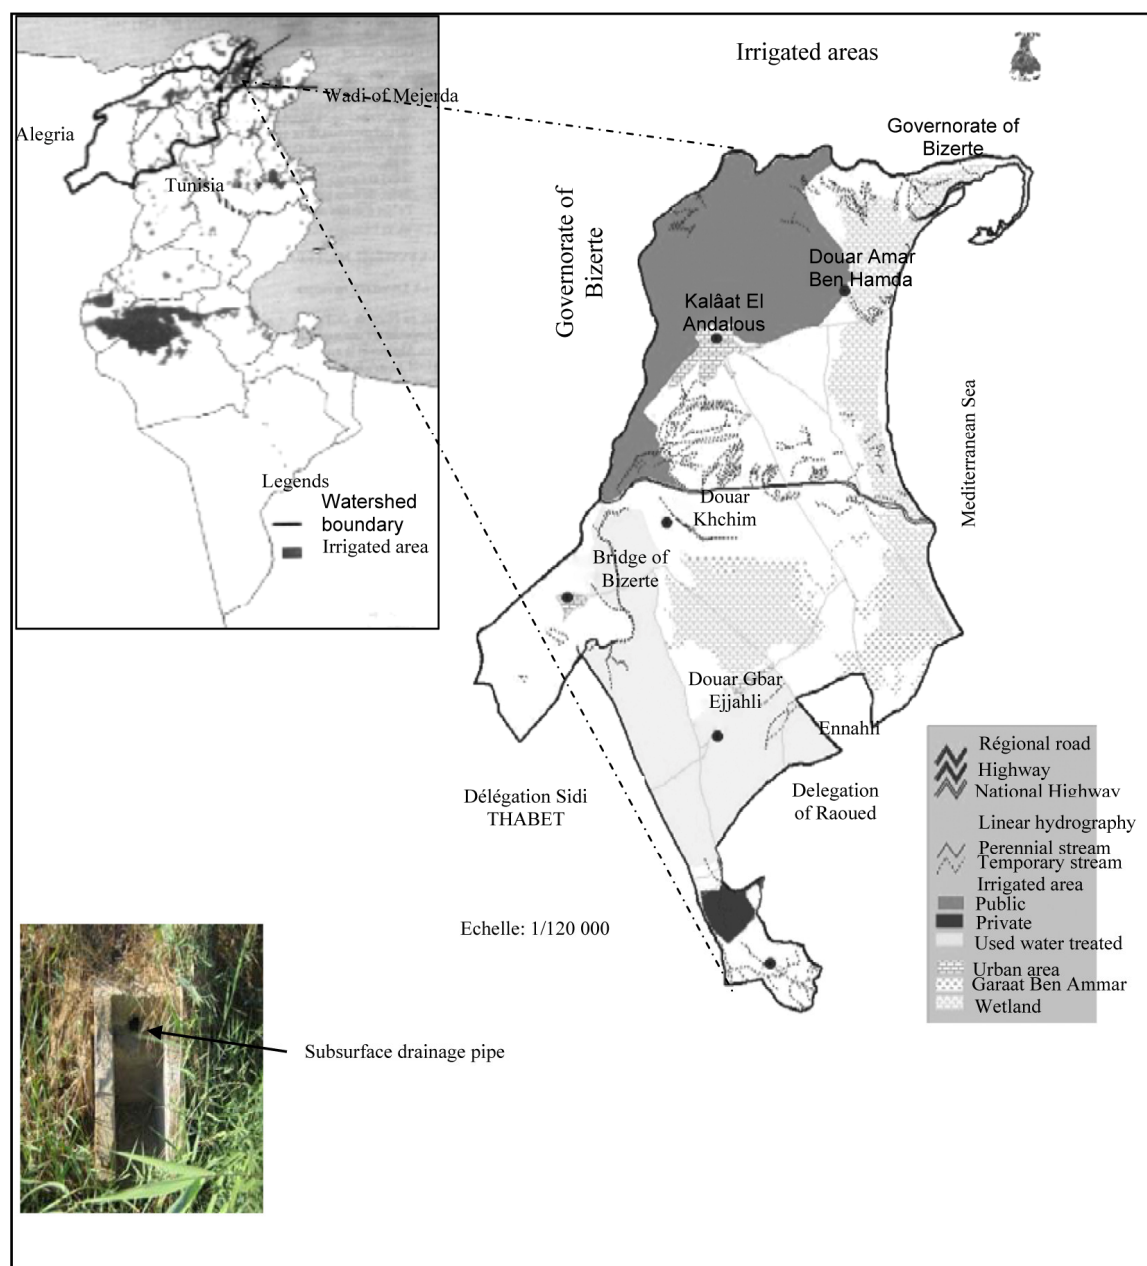 Irrigated areas
Wadi of Mejerda
Alegria
Tunisia
Legends
Watershed
boundary
Irrigated area
Governorate of
Bizerte
Governorate of
Bizerte
Douar Amar
Ben Hamda
Kalâat El
Andalous
Mediterranean Sea
Douar
Khchim
Bridge of
Bizerte
Douar Gbar
Ejjahli
Ennahli
Délégation Sidi
THABET
Delegation
of Raoued
Echelle: 1/120 000
Régional road
Highway
National Highway
Linear hydrography
Perennial stream
Temporary stream
Irrigated area
Public
Private
Used water treated
Urban area
Garaat Ben Ammar
Wetland
Subsurface drainage pipe